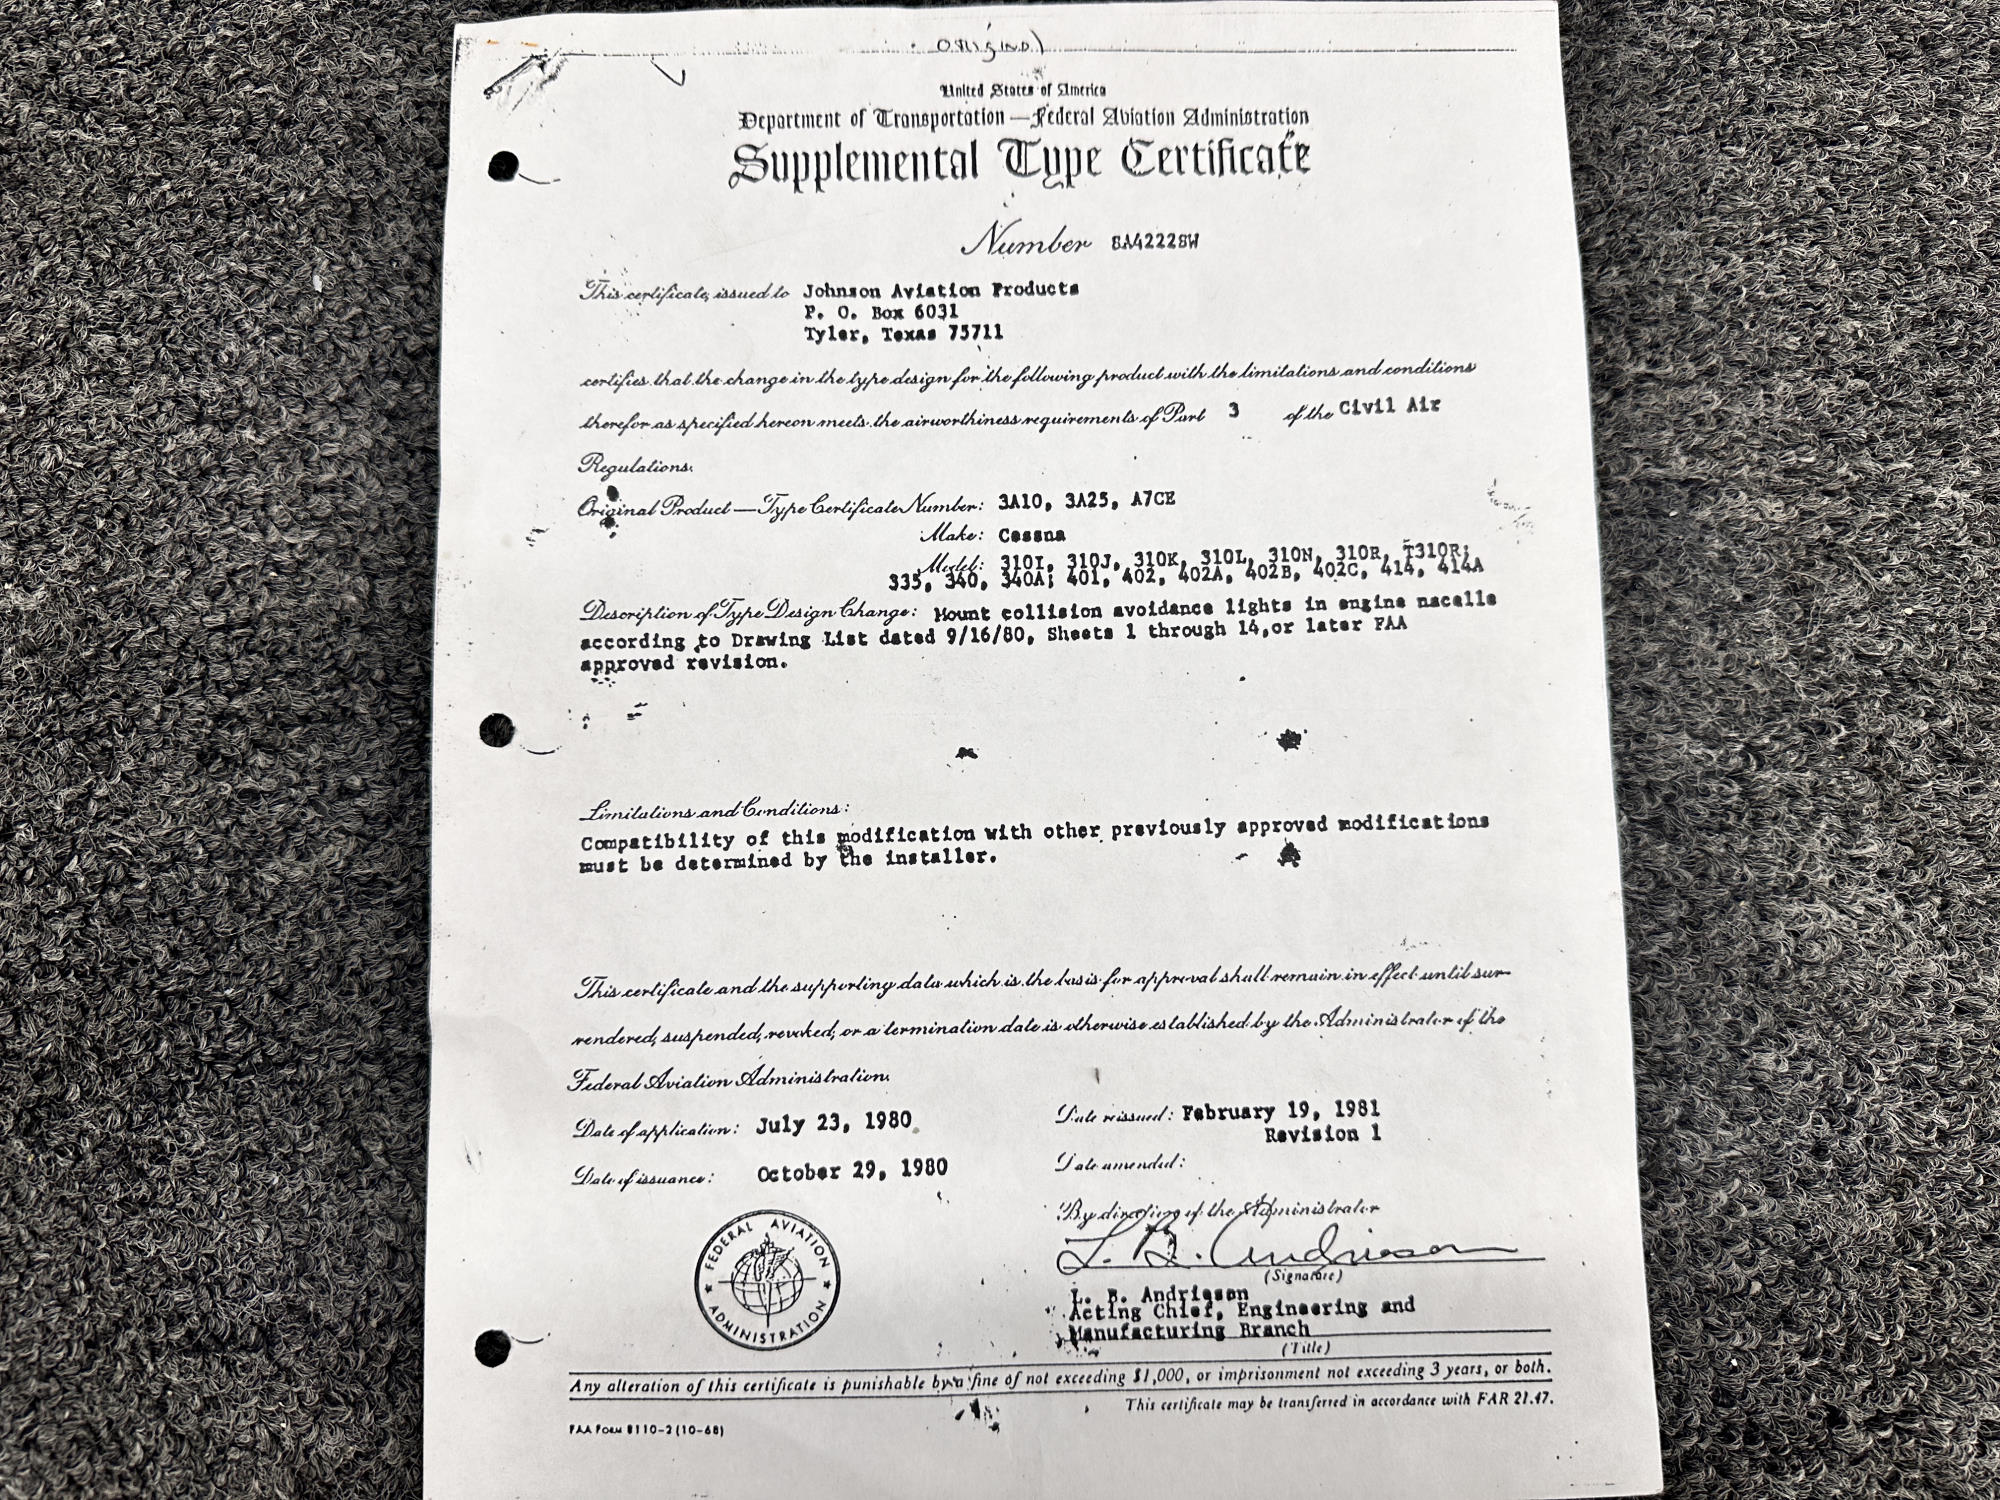 Original
United States of America
Department of Transportation — Federal Aviation Administration
Supplemental Type Certificate
Number SA4222SW
This certificate, issued to Johnson Aviation Products
P. O. Box 6031
Tyler, Texas 75711
certifies that the change in the type design for the following product with the limitations and conditions
therefor as specified hereon meets the airworthiness requirements of Part 3 of the Civil Air
Regulations.
Original Product — Type Certificate Number: 3A10, 3A25, A7CE
Make: Cessna
Model: 310I, 310J, 310K, 310L, 310N, 310R, T310R;
335, 340, 340A; 401, 402, 402A, 402B, 402C, 414, 414A
Description of Type Design Change: Mount collision avoidance lights in engine nacelle
according to Drawing List dated 9/16/80, Sheets 1 through 14, or later FAA
approved revision.
Limitations and Conditions:
Compatibility of this modification with other previously approved modifications
must be determined by the installer.
This certificate and the supporting data which is the basis for approval shall remain in effect until sur-
rendered, suspended, revoked, or a termination date is otherwise established by the Administrator of the
Federal Aviation Administration.
Date of application: July 23, 1980
Date reissued: February 19, 1981
Revision 1
Date of issuance: October 29, 1980
Date amended:
By direction of the Administrator
L. B. Andriesen
(Signature)
L. B. Andriesen
Acting Chief, Engineering and
Manufacturing Branch
(Title)
FEDERAL AVIATION
ADMINISTRATION
Any alteration of this certificate is punishable by a fine of not exceeding $1,000, or imprisonment not exceeding 3 years, or both.
This certificate may be transferred in accordance with FAR 21.47.
FAA FORM 8110-2 (10-68)